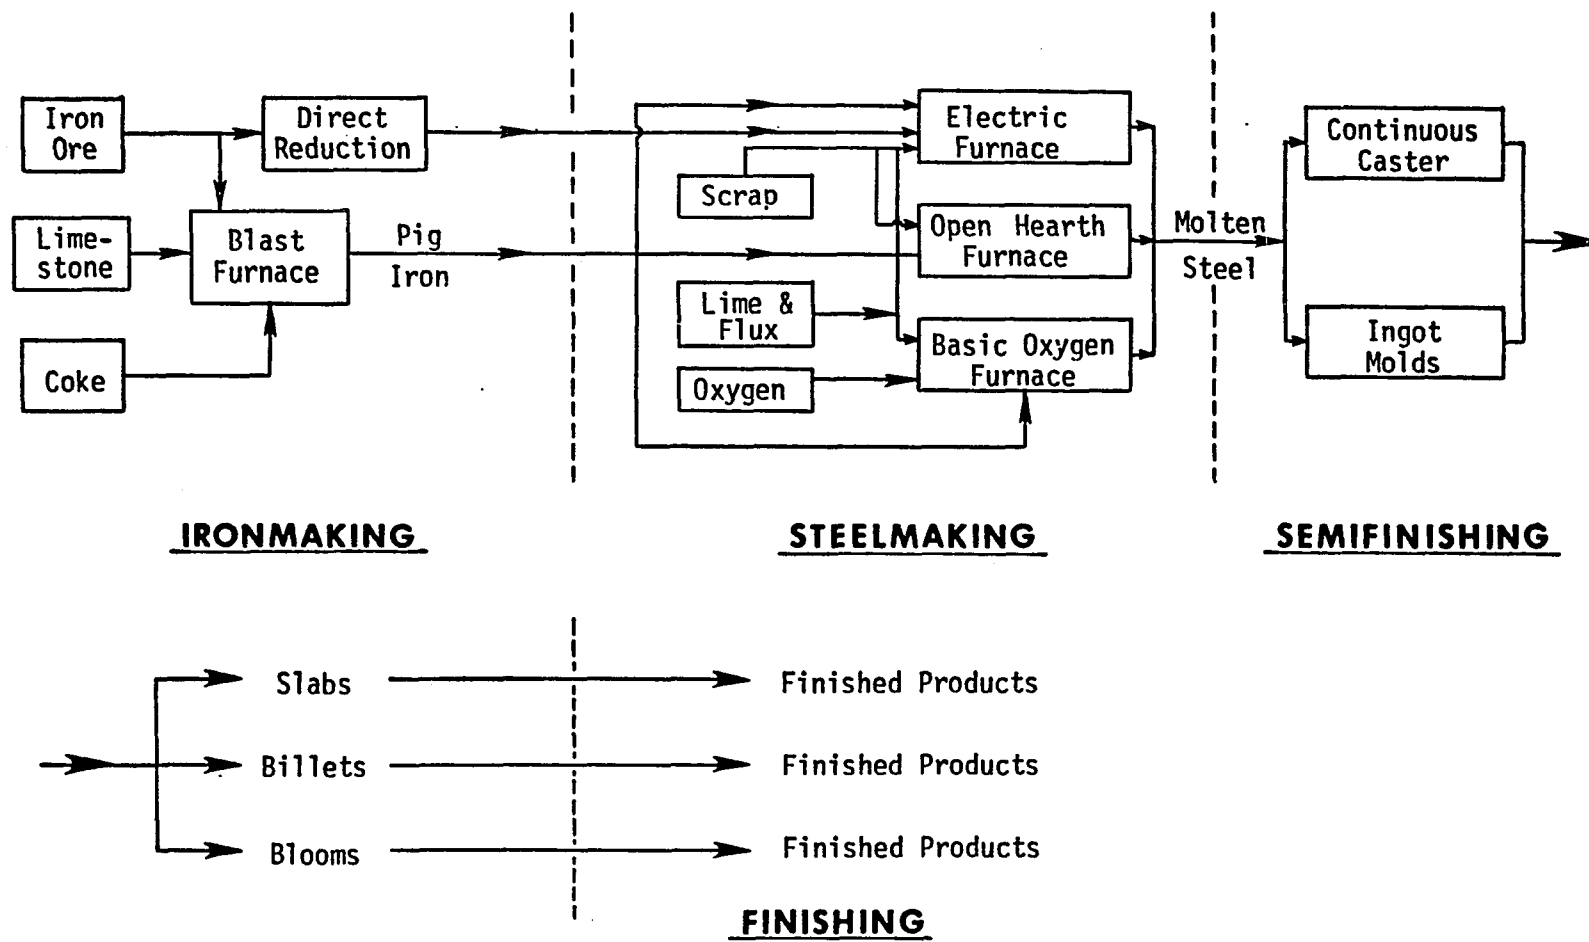 Iron
Ore
Direct
Reduction
Electric
Furnace
Continuous
Caster
Scrap
Lime-
stone
Blast
Furnace
Pig
Iron
Open Hearth
Furnace
Molten
Steel
Lime &
Flux
Basic Oxygen
Furnace
Ingot
Molds
Coke
Oxygen
IRONMAKING
STEELMAKING
SEMIFINISHING
Slabs
Finished Products
Billets
Finished Products
Blooms
Finished Products
FINISHING